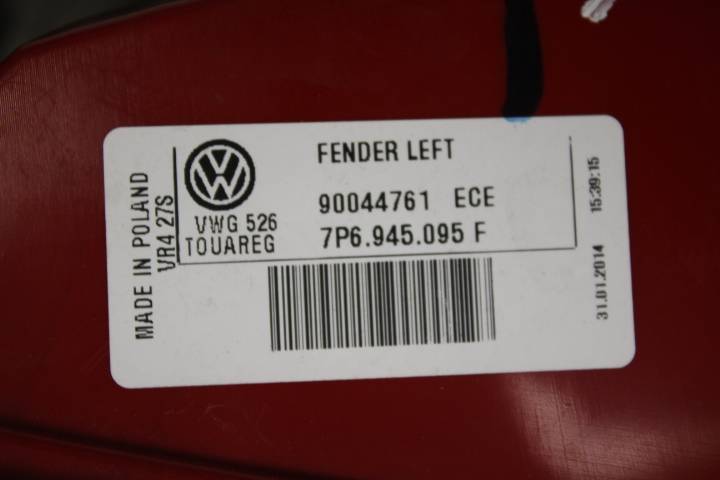 MADE IN POLAND
VR4 27S
VWG 526
TOUAREG
FENDER LEFT
90044761 ECE
7P6.945.095 F
31.01.2014 15:39:15